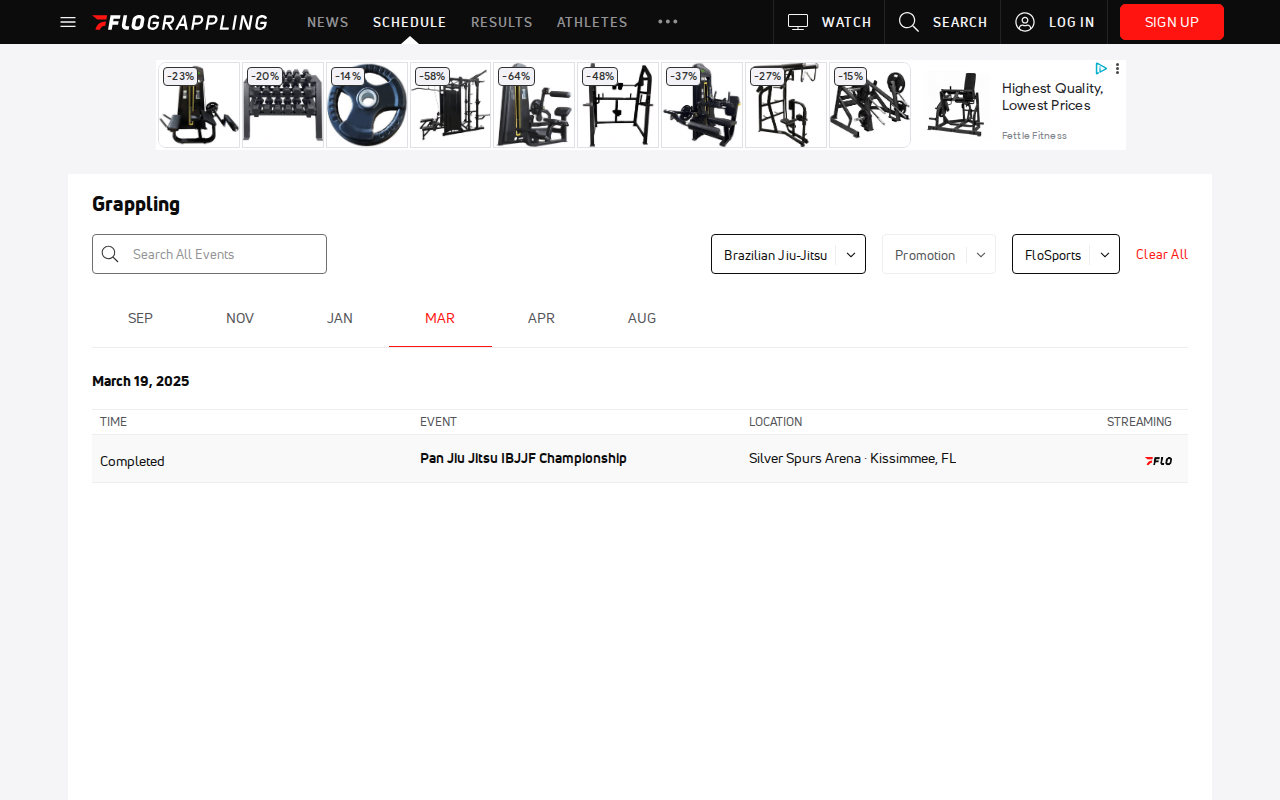 FLOGRAPPLING NEWS SCHEDULE RESULTS ATHLETES ••• WATCH SEARCH LOG IN SIGN UP
-23% -20% -14% -58% -64% -48% -37% -27% -15%
Highest Quality,
Lowest Prices
Fettle Fitness
Grappling
Search All Events Brazilian Jiu-Jitsu Promotion FloSports Clear All
SEP NOV JAN MAR APR AUG
March 19, 2025
TIME EVENT LOCATION STREAMING
Completed Pan Jiu Jitsu IBJJF Championship Silver Spurs Arena · Kissimmee, FL FLO